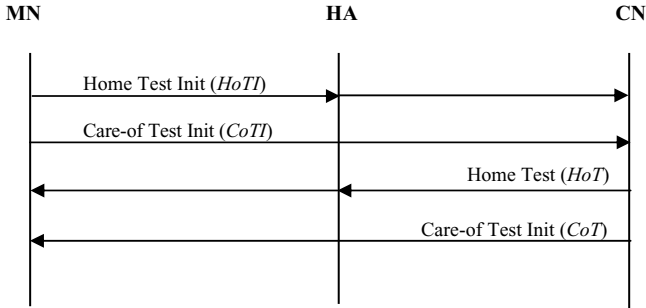 MN HA CN
Home Test Init (HoTI)
Care-of Test Init (CoTI)
Home Test (HoT)
Care-of Test Init (CoT)